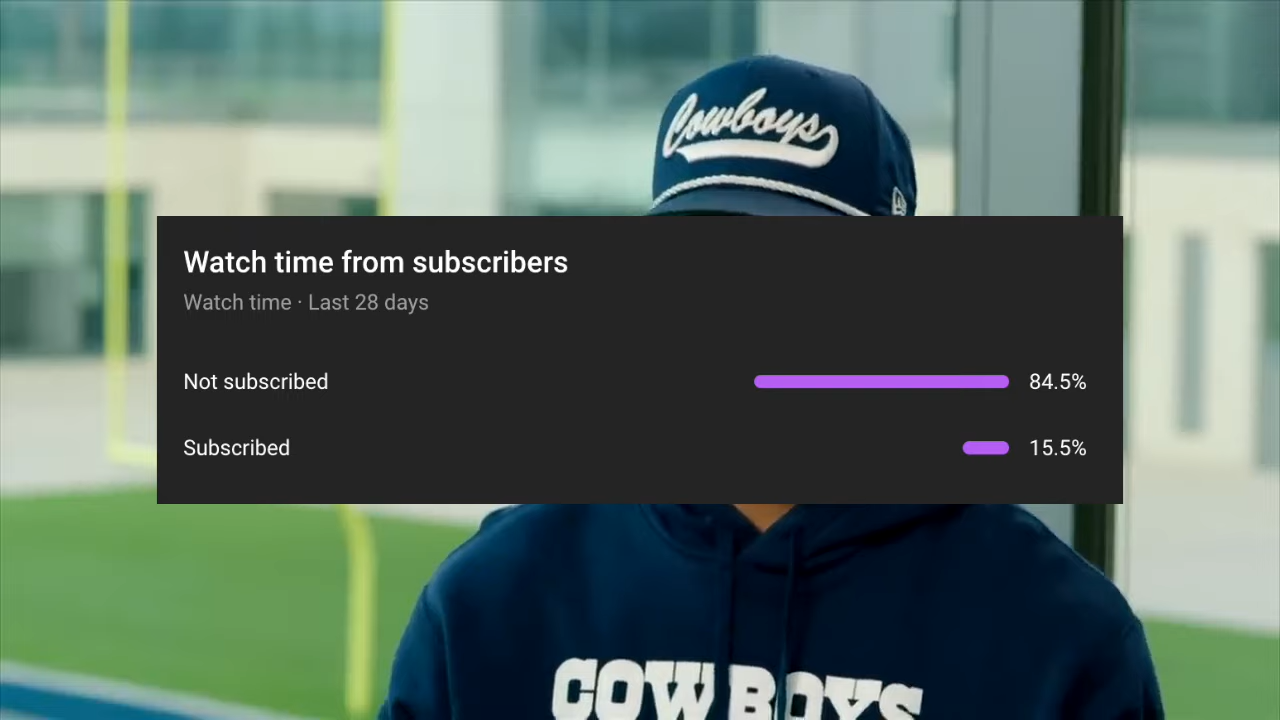 Cowboys
Watch time from subscribers
Watch time · Last 28 days
Not subscribed 84.5%
Subscribed 15.5%
COWBOYS